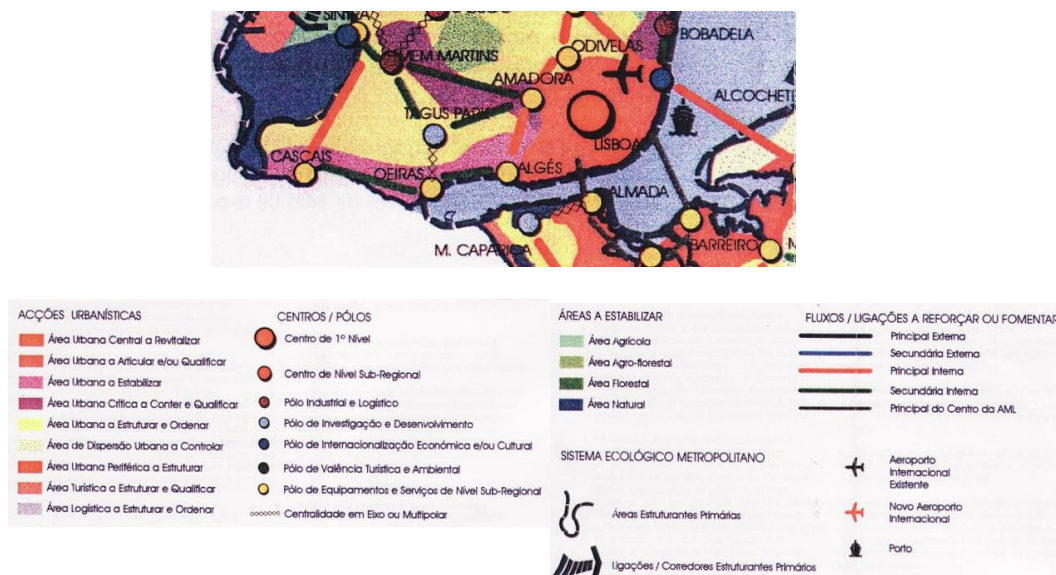 SINTRA
BOBADELA
ODIVELAS
MEM MARTINS
AMADORA
ALCOCHETE
TAGUS PARK
LISBOA
CASCAIS
OEIRAS
ALGÉS
ALMADA
M. CAPARICA
BARREIRO
ACÇÕES URBANÍSTICAS
Área Urbana Central a Revitalizar
Área Urbana a Articular e/ou Qualificar
Área Urbana a Estabilizar
Área Urbana Crítica a Conter e Qualificar
Área Urbana a Estruturar e Ordenar
Área de Dispersão Urbana a Controlar
Área Urbana Periférica a Estruturar
Área Turística a Estruturar e Qualificar
Área Logística a Estruturar e Ordenar
CENTROS / PÓLOS
Centro de 1º Nível
Centro de Nível Sub-Regional
Pólo Industrial e Logístico
Pólo de Investigação e Desenvolvimento
Pólo de Internacionalização Económica e/ou Cultural
Pólo de Valência Turística e Ambiental
Pólo de Equipamentos e Serviços de Nível Sub-Regional
Centralidade em Eixo ou Multipolar
ÁREAS A ESTABILIZAR
Área Agrícola
Área Agro-florestal
Área Florestal
Área Natural
SISTEMA ECOLÓGICO METROPOLITANO
Áreas Estruturantes Primárias
Ligações / Corredores Estruturantes Primários
FLUXOS / LIGAÇÕES A REFORÇAR OU FOMENTAR
Principal Externa
Secundária Externa
Principal Interna
Secundária Interna
Principal do Centro da AML
Aeroporto
Internacional
Existente
Novo Aeroporto
Internacional
Porto